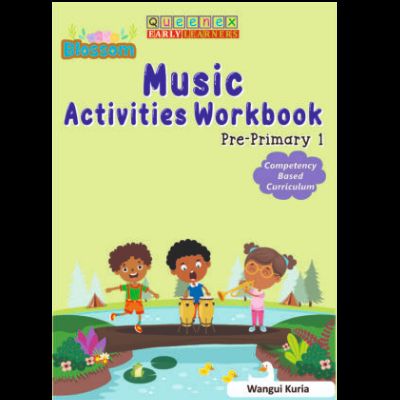 Queenex
EARLY LEARNERS
Blossom
Music
Activities Workbook
Pre-Primary 1
Competency
Based
Curriculum
Wangui Kuria